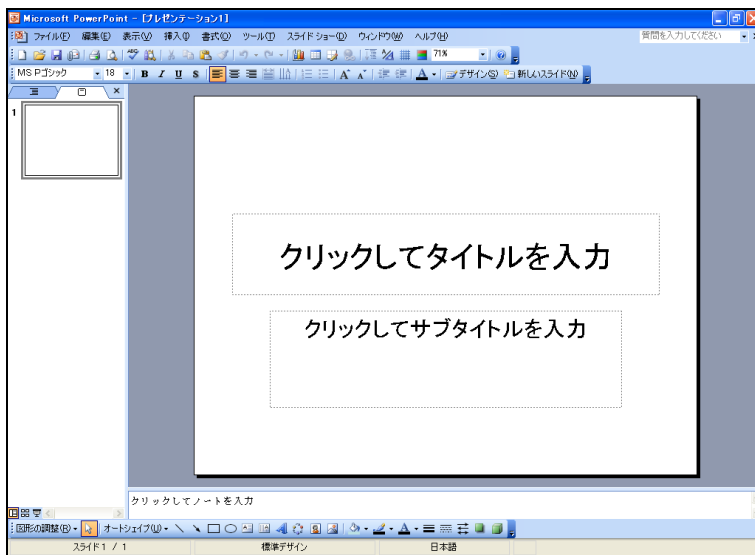 Microsoft PowerPoint - [プレゼンテーション1]
ファイル(F) 編集(E) 表示(V) 挿入(I) 書式(O) ツール(T) スライド ショー(D) ウィンドウ(W) ヘルプ(H) 質問を入力してください
71%
MS Pゴシック 18 B I U S A A A デザイン(S) 新しいスライド(N)
1
クリックしてタイトルを入力
クリックしてサブタイトルを入力
クリックしてノートを入力
図形の調整(R) オートシェイプ(U) A
スライド 1 / 1 標準デザイン 日本語